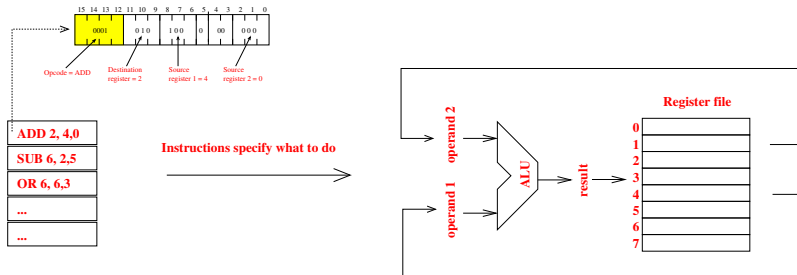 15 14 13 12 11 10 9 8 7 6 5 4 3 2 1 0
0001 0 1 0 1 0 0 0 00 0 0 0
Opcode = ADD
Destination
register = 2
Source
register 1 = 4
Source
register 2 = 0
ADD 2, 4,0
SUB 6, 2,5
OR 6, 6,3
...
...
Instructions specify what to do
operand 2
operand 1
ALU
result
Register file
0
1
2
3
4
5
6
7